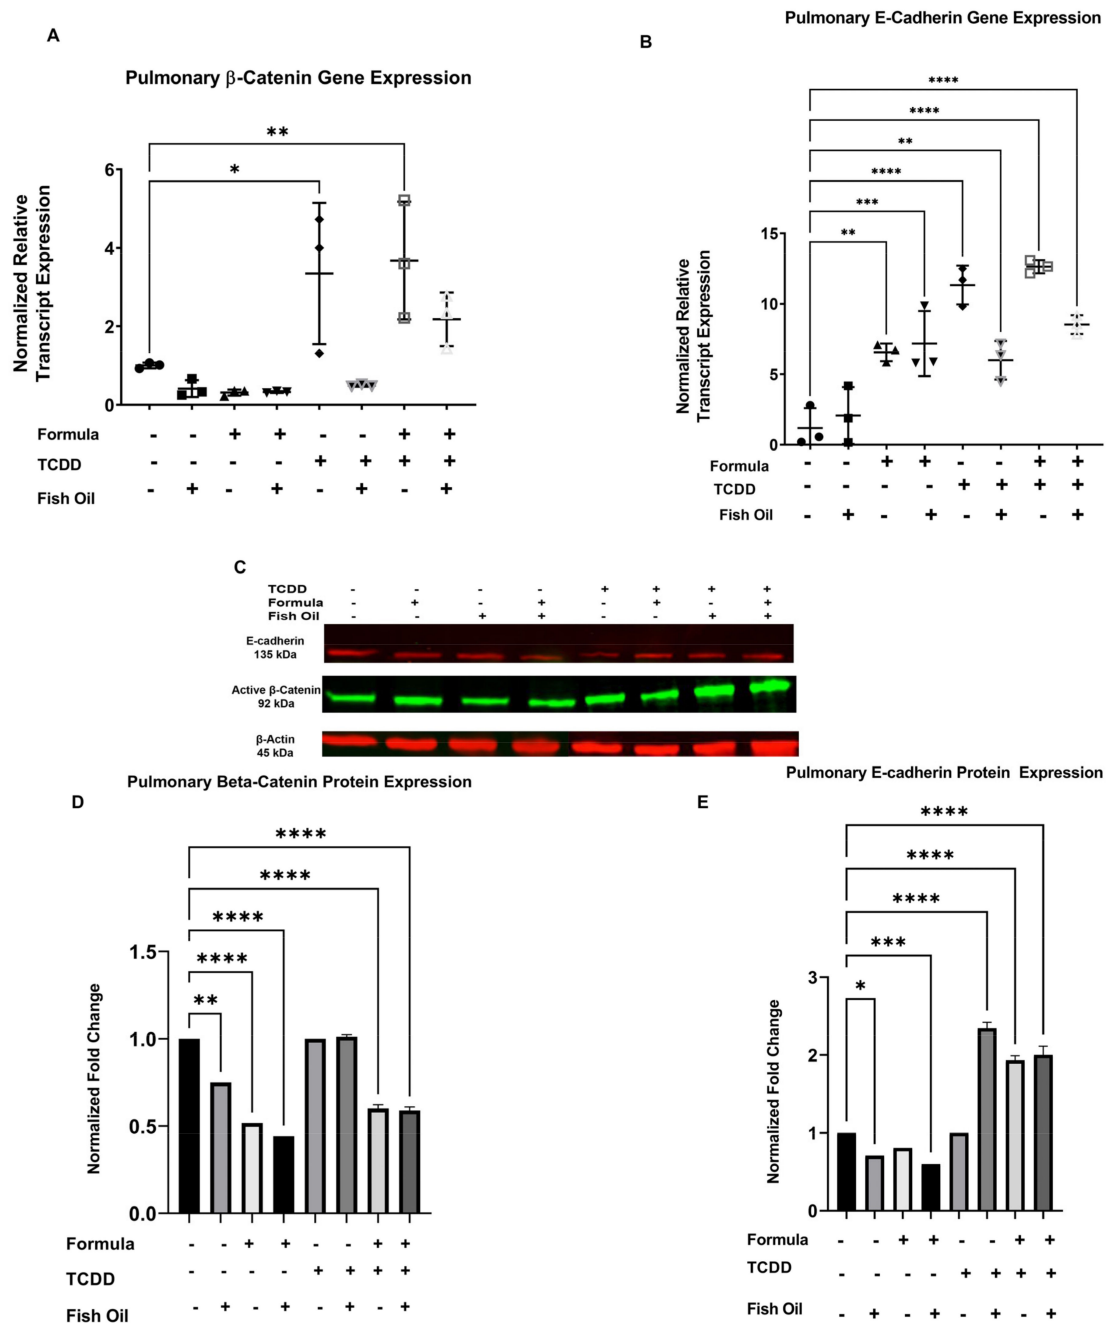 A
Pulmonary β-Catenin Gene Expression
**
*
Normalized Relative
Transcript Expression
6
4
2
0
Formula - - + + - - + +
TCDD - - - - + + + +
Fish Oil - + - + - + - +
Pulmonary E-Cadherin Gene Expression
B
****
****
**
****
***
**
Normalized Relative
Transcript Expression
15
10
5
0
Formula - - + + - - + +
TCDD - - - - + + + +
Fish Oil - + - + - + - +
C
TCDD - - - - + + + +
Formula - + - + - + - +
Fish Oil - - + + - - + +
E-cadherin
135 kDa
Active β-Catenin
92 kDa
β-Actin
45 kDa
Pulmonary Beta-Catenin Protein Expression
D
****
****
****
****
**
Normalized Fold Change
1.5
1.0
0.5
0.0
Formula - - + + - - + +
TCDD - - - - + + + +
Fish Oil - + - + - + - +
Pulmonary E-cadherin Protein Expression
E
****
****
****
***
*
Normalized Fold Change
3
2
1
0
Formula - - + + - - + +
TCDD - - - - + + + +
Fish Oil - + - + - + - +